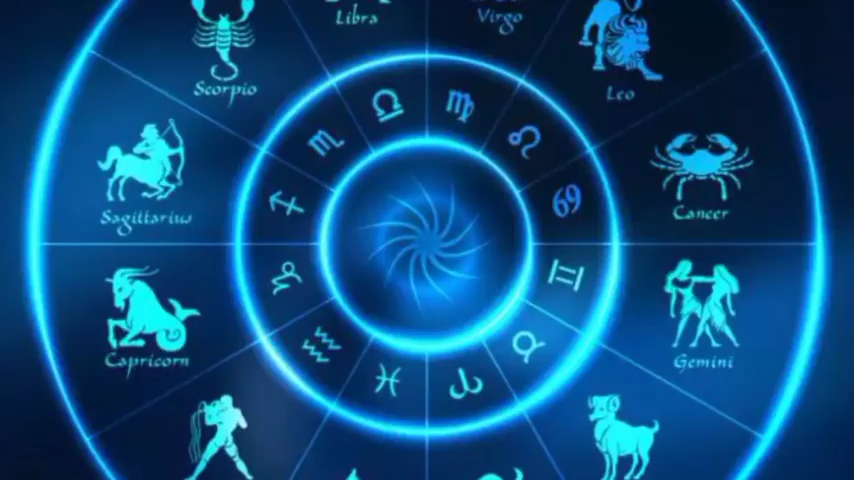 Libra
Virgo
Scorpio
Leo
Sagittarius
Cancer
Capricorn
Gemini